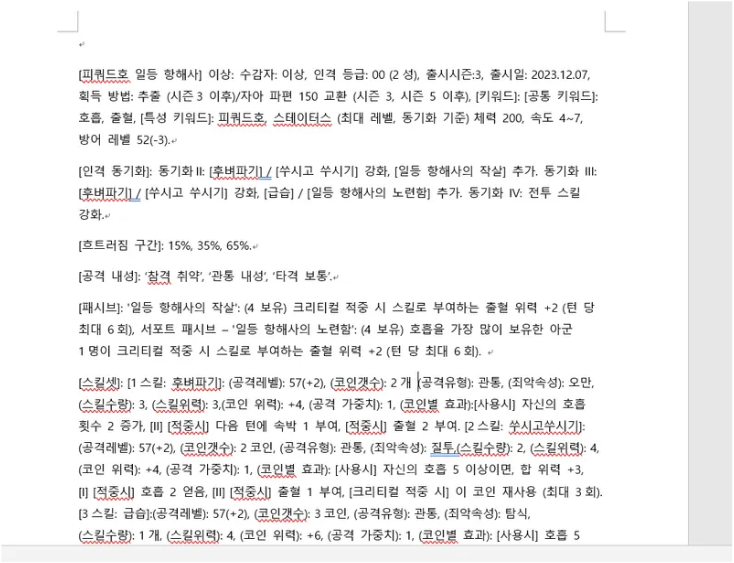 [피쿼드호 일등 항해사] 이상: 수감자: 이상, 인격 등급: 00 (2 성), 출시시즌:3, 출시일: 2023.12.07,
획득 방법: 추출 (시즌 3 이후)/자아 파편 150 교환 (시즌 3, 시즌 5 이후), [키워드]: [공통 키워드]:
호흡, 출혈, [특성 키워드]: 피쿼드호, 스테이터스 (최대 레벨, 동기화 기준) 체력 200, 속도 4~7,
방어 레벨 52(-3).
[인격 동기화]: 동기화 II: [후벼파기] / [쑤시고 쑤시기] 강화, [일등 항해사의 작살] 추가. 동기화 III:
[후벼파기] / [쑤시고 쑤시기] 강화, [급습] / [일등 항해사의 노련함] 추가. 동기화 IV: 전투 스킬
강화.
[흐트러짐 구간]: 15%, 35%, 65%.
[공격 내성]: '참격 취약', '관통 내성', '타격 보통'.
[패시브]: '일등 항해사의 작살': (4 보유) 크리티컬 적중 시 스킬로 부여하는 출혈 위력 +2 (턴 당
최대 6 회), 서포트 패시브 – '일등 항해사의 노련함': (4 보유) 호흡을 가장 많이 보유한 아군
1 명이 크리티컬 적중 시 스킬로 부여하는 출혈 위력 +2 (턴 당 최대 6 회).
[스킬셋]: [1 스킬: 후벼파기]: (공격레벨): 57(+2), (코인갯수): 2 개 (공격유형): 관통, (죄악속성): 오만,
(스킬수량): 3, (스킬위력): 3,(코인 위력): +4, (공격 가중치): 1, (코인별 효과):[사용시] 자신의 호흡
횟수 2 증가, [II] [적중시] 다음 턴에 속박 1 부여, [적중시] 출혈 2 부여. [2 스킬: 쑤시고쑤시기]:
(공격레벨): 57(+2), (코인갯수): 2 코인, (공격유형): 관통, (죄악속성): 질투,(스킬수량): 2, (스킬위력): 4,
(코인 위력): +4, (공격 가중치): 1, (코인별 효과): [사용시] 자신의 호흡 5 이상이면, 합 위력 +3,
[I] [적중시] 호흡 2 얻음, [II] [적중시] 출혈 1 부여, [크리티컬 적중 시] 이 코인 재사용 (최대 3 회).
[3 스킬: 급습]:(공격레벨): 57(+2), (코인갯수): 3 코인, (공격유형): 관통, (죄악속성): 탐식,
(스킬수량): 1 개, (스킬위력): 4, (코인 위력): +6, (공격 가중치): 1, (코인별 효과): [사용시] 호흡 5